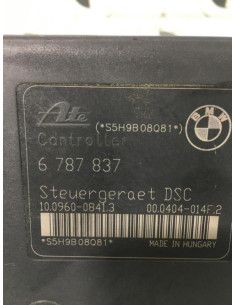 Ate
(*S5H9B08Q81*)
BMW
Controller
6 787 837
Steuergeraet DSC
10.0960-0841.3 00.0404-014F.2
*S5H9B08Q81*
MADE IN HUNGARY